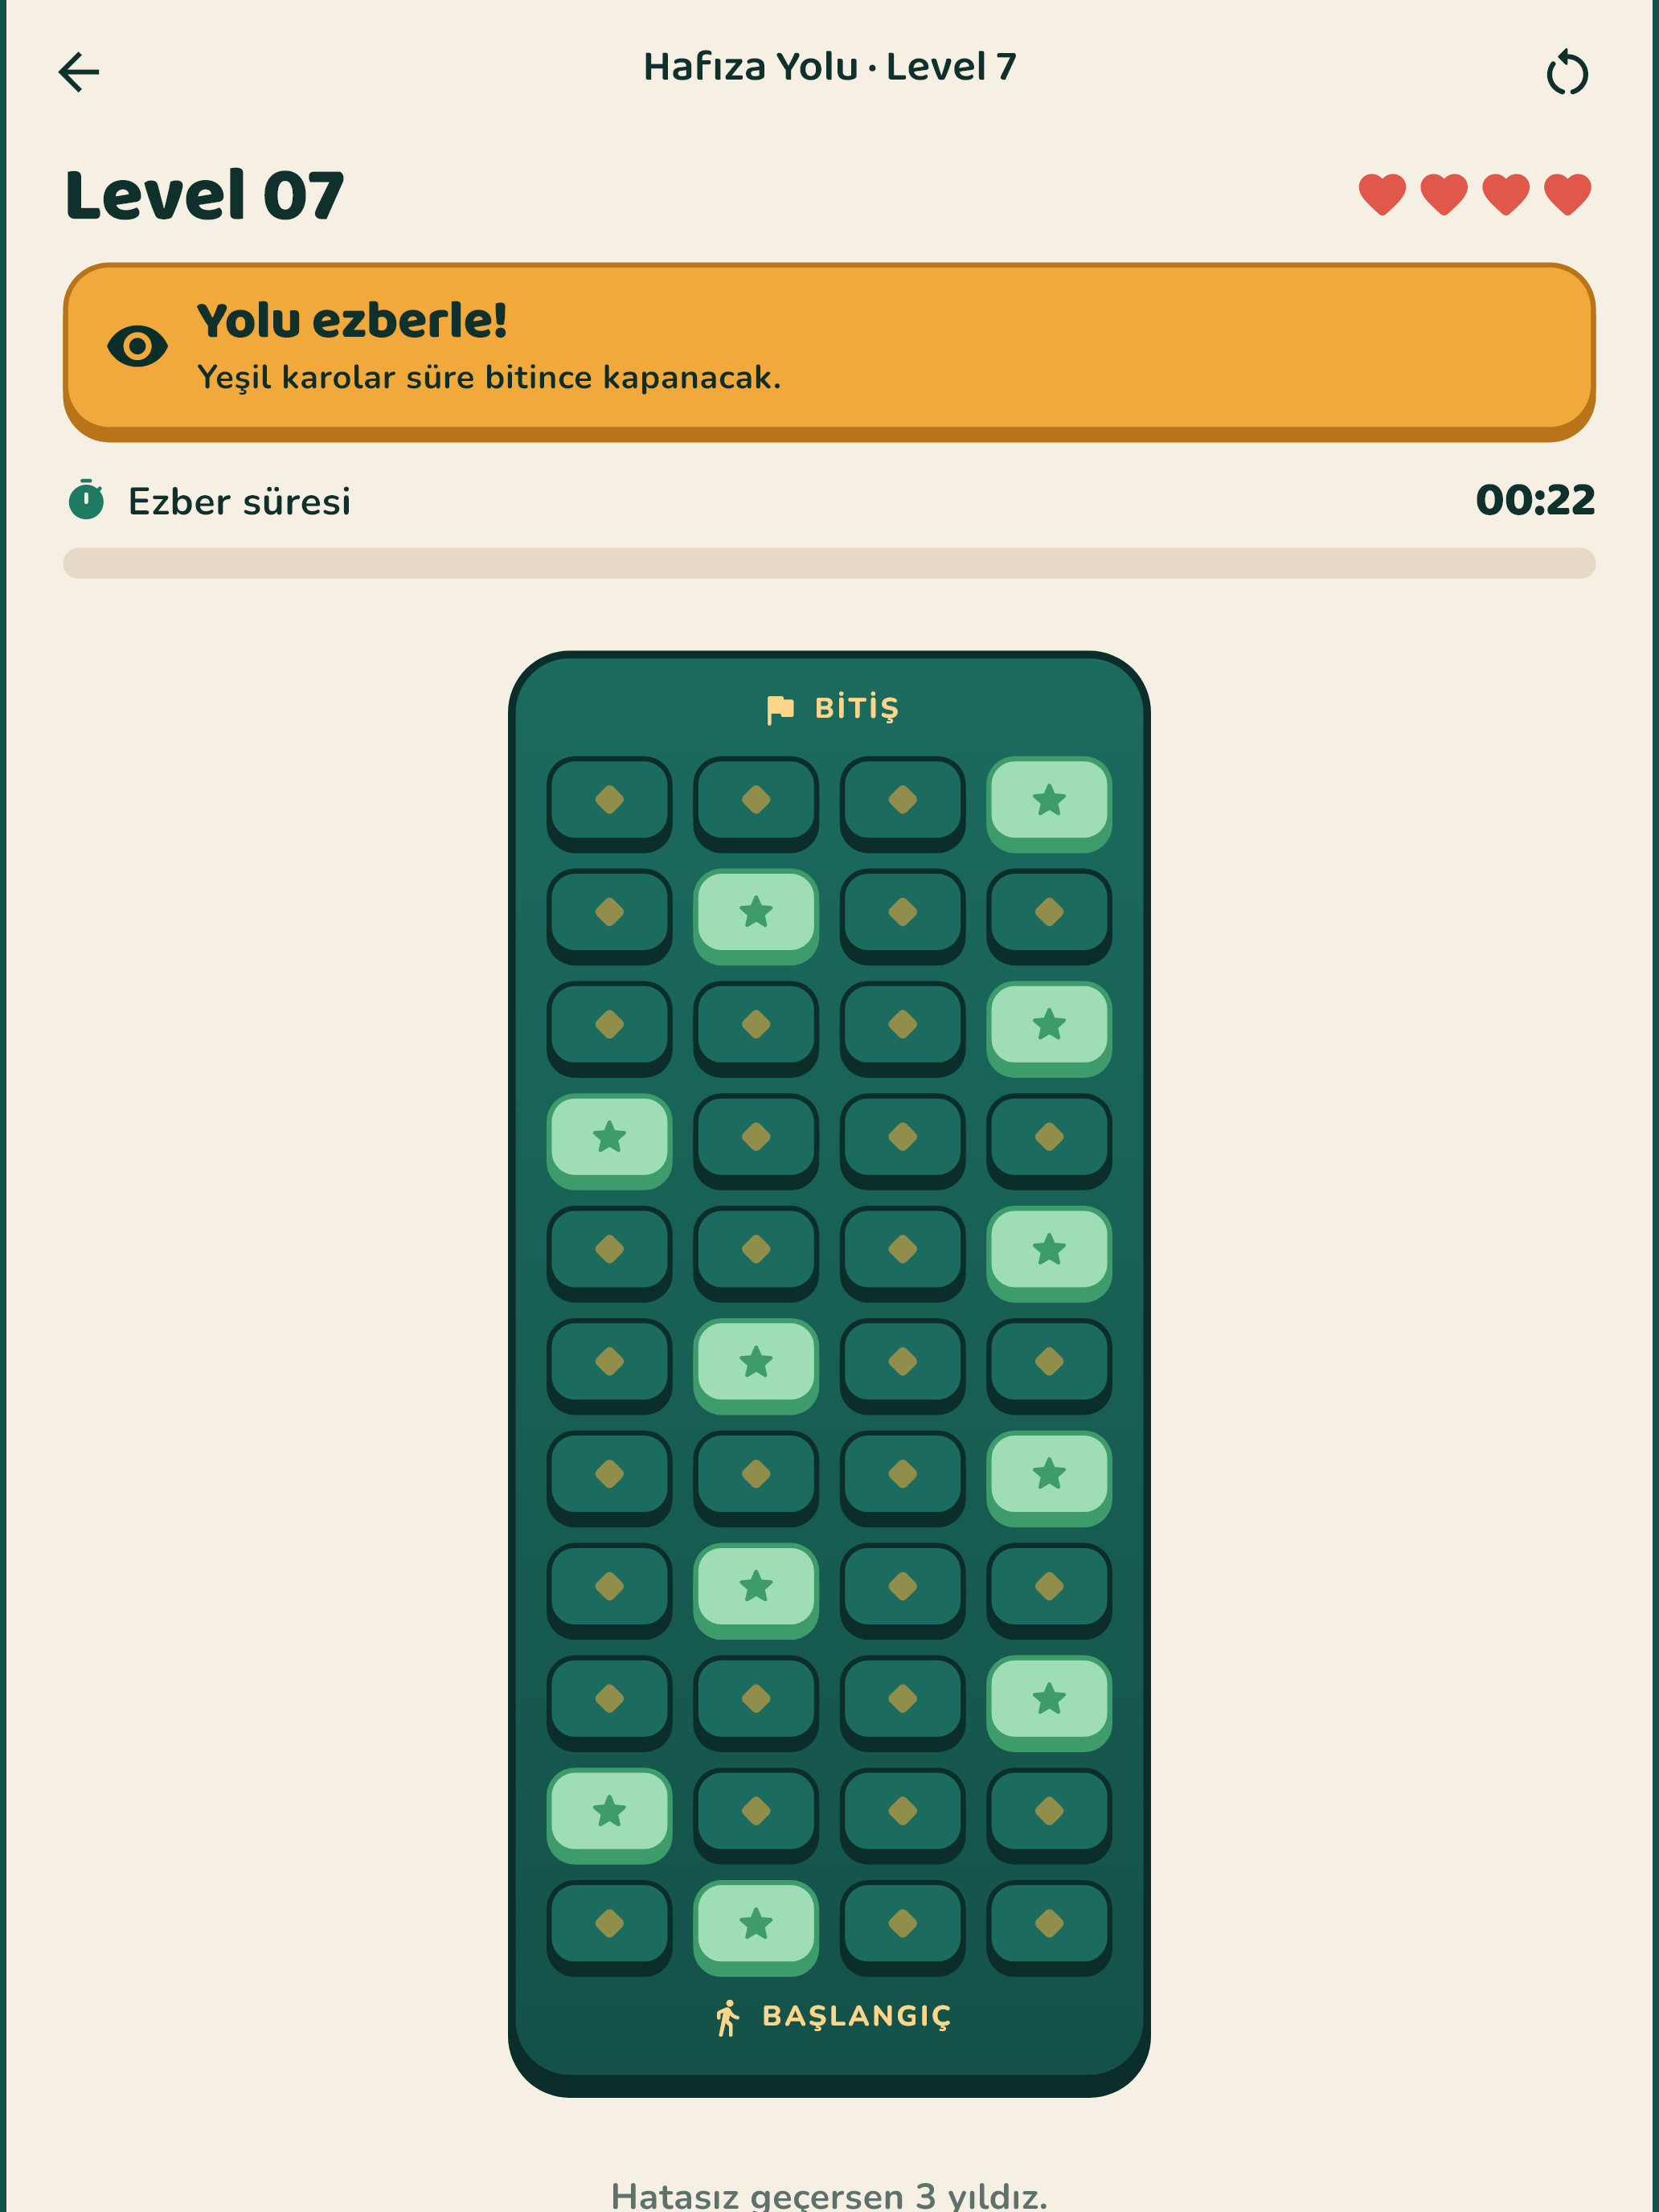 Hafıza Yolu · Level 7
Level 07
Yolu ezberle!
Yeşil karolar süre bitince kapanacak.
Ezber süresi
00:22
BİTİŞ
BAŞLANGIÇ
Hatasız geçersen 3 yıldız.